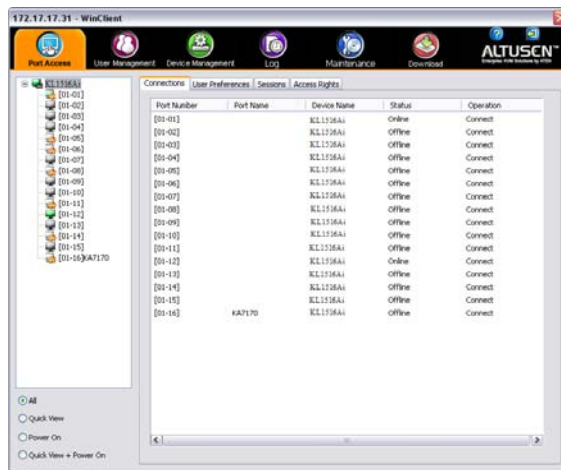 172.17.17.31 - WinClient
Port Access User Management Device Management Log Maintenance Download
ALTUSEN™
Enterprise KVM Solutions by ATEN
KL1516Ai
[01-01]
[01-02]
[01-03]
[01-04]
[01-05]
[01-06]
[01-07]
[01-08]
[01-09]
[01-10]
[01-11]
[01-12]
[01-13]
[01-14]
[01-15]
[01-16]KA7170
All
Quick View
Power On
Quick View + Power On
Connections User Preferences Sessions Access Rights
Port Number Port Name Device Name Status Operation
[01-01] KL1516Ai Online Connect
[01-02] KL1516Ai Offline Connect
[01-03] KL1516Ai Offline Connect
[01-04] KL1516Ai Offline Connect
[01-05] KL1516Ai Offline Connect
[01-06] KL1516Ai Offline Connect
[01-07] KL1516Ai Offline Connect
[01-08] KL1516Ai Offline Connect
[01-09] KL1516Ai Offline Connect
[01-10] KL1516Ai Offline Connect
[01-11] KL1516Ai Offline Connect
[01-12] KL1516Ai Online Connect
[01-13] KL1516Ai Offline Connect
[01-14] KL1516Ai Offline Connect
[01-15] KL1516Ai Offline Connect
[01-16] KA7170 KL1516Ai Offline Connect